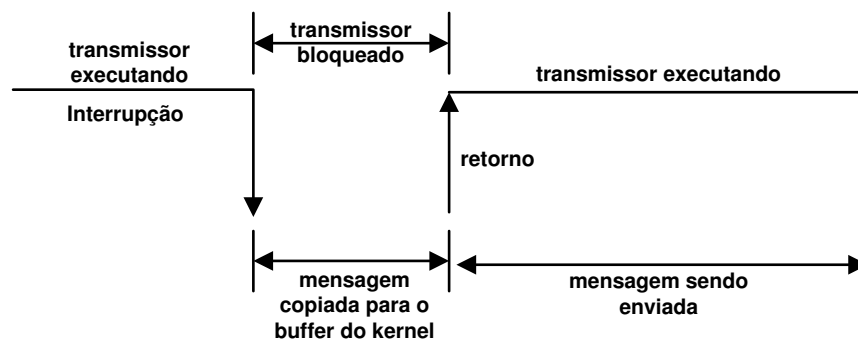 transmissor
executando
transmissor
bloqueado
transmissor executando
Interrupção
retorno
mensagem
copiada para o
buffer do kernel
mensagem sendo
enviada